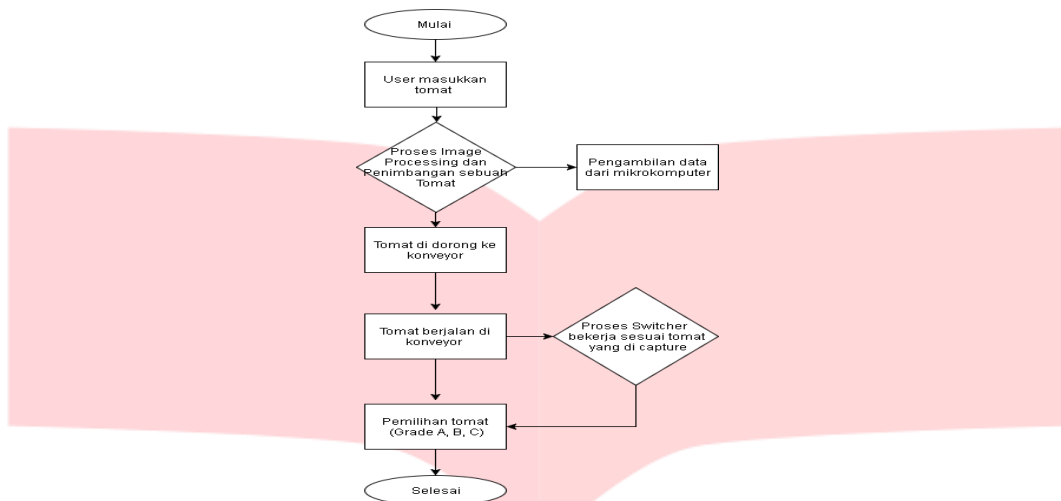 Mulai
User masukkan
tomat
Proses Image
Processing dan
Penimbangan sebuah
Tomat
Pengambilan data
dari mikrokomputer
Tomat di dorong ke
konveyor
Tomat berjalan di
konveyor
Proses Switcher
bekerja sesuai tomat
yang di capture
Pemilihan tomat
(Grade A, B, C)
Selesai